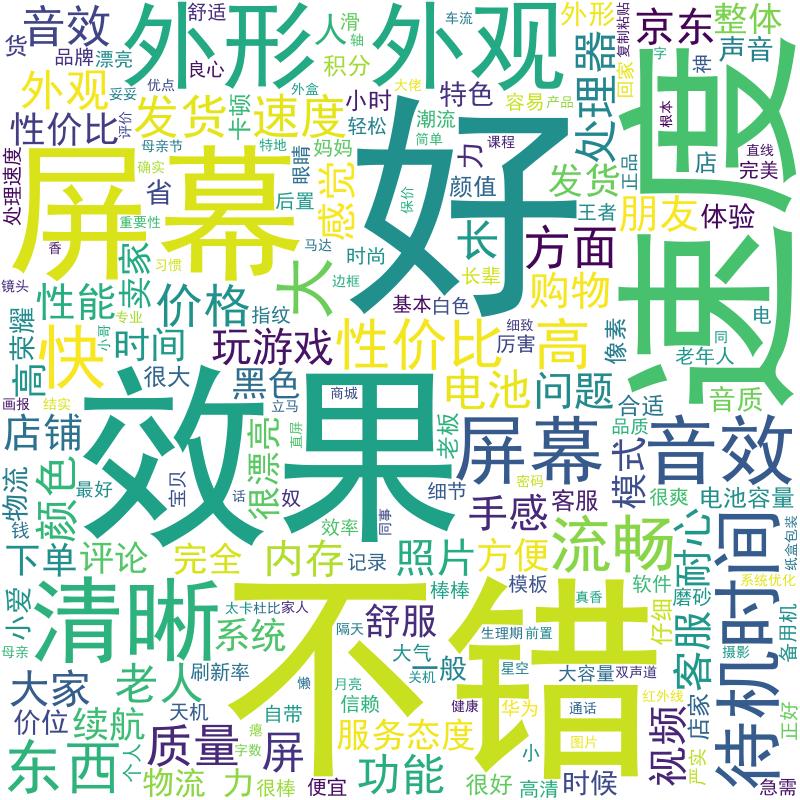 货
音效
舒适
外形
外观
人
滑
轴
车流
外形
复制粘贴
京东
整体
品牌
漂亮
良心
积分
处理器
回家
字
神
声音
外观
优点
妥妥
外盒
大佬
小时
特色
容易
产品
性价比
评价
发货
速度
卡顿
轻松
潮流
简单
课程
力
根本
直线
完美
处理速度
母亲节
确实
特地
眼睛
妈妈
颜值
发货
正品
店
省
屏幕
后置
感觉
保价
好
王者
朋友
体验
速度
重要性
香
习惯
马达
时尚
长
方面
镜头
卖家
大
边框
长辈
购物
性能
价格
指纹
基本
白色
电
专业
小哥
细致
像素
同
高荣耀
快
时间
玩游戏
性价比
厉害
高
老年人
画报
结实
很大
黑色
立马
商城
电池
问题
合适
音质
店铺
很漂亮
直屏
老板
屏幕
品质
模式
音效
物流
颜色
最好
宝贝
话
奴
效果
细节
密码
很爽
电池容量
钱
效率
同事
手感
客服
纸盒包装
下单
评论
完全
内存
记录
照片
方便
流畅
耐心
小爱
清晰
太卡杜比
家人
棒棒
模板
软件
磨砂
系统优化
待机时间
系统
隔天
舒服
不错
真香
仔细
客服
备用机
母亲
生理期
前置
大家
老人
刷新率
懒
月亮
大气
关机
一般
星空
大容量
双声道
摄影
价位
续航
天机
自带
信赖
健康
华为
通话
红外线
视频
店家
正好
东西
个人
质量
瘪
字数
屏
服务态度
小
图片
严实
物流
力
很棒
便宜
功能
很好
高清
时候
急需